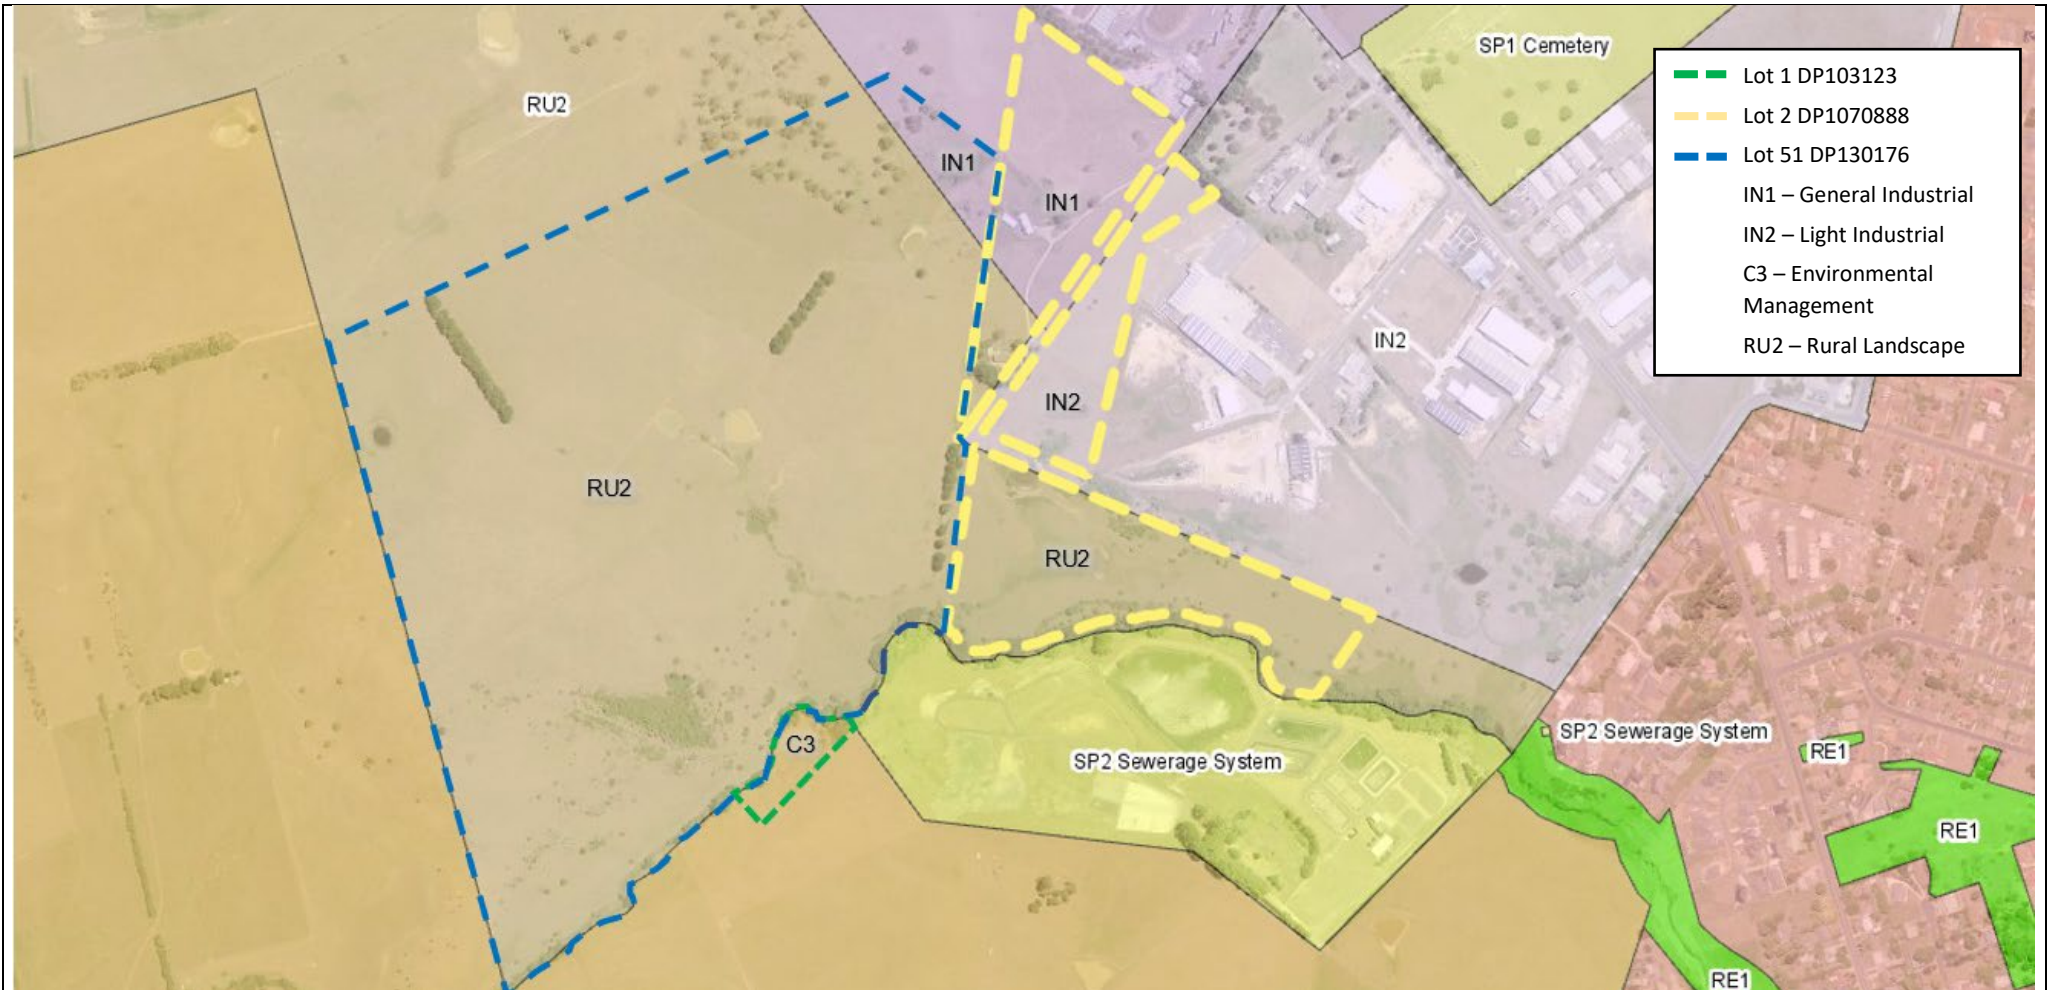 SP1 Cemetery
RU2
Lot 1 DP103123
Lot 2 DP1070888
Lot 51 DP130176
IN1 – General Industrial
IN2 – Light Industrial
C3 – Environmental
Management
RU2 – Rural Landscape
IN1
IN1
IN2
IN2
RU2
RU2
C3
SP2 Sewerage System
SP2 Sewerage System
RE1
RE1
RE1